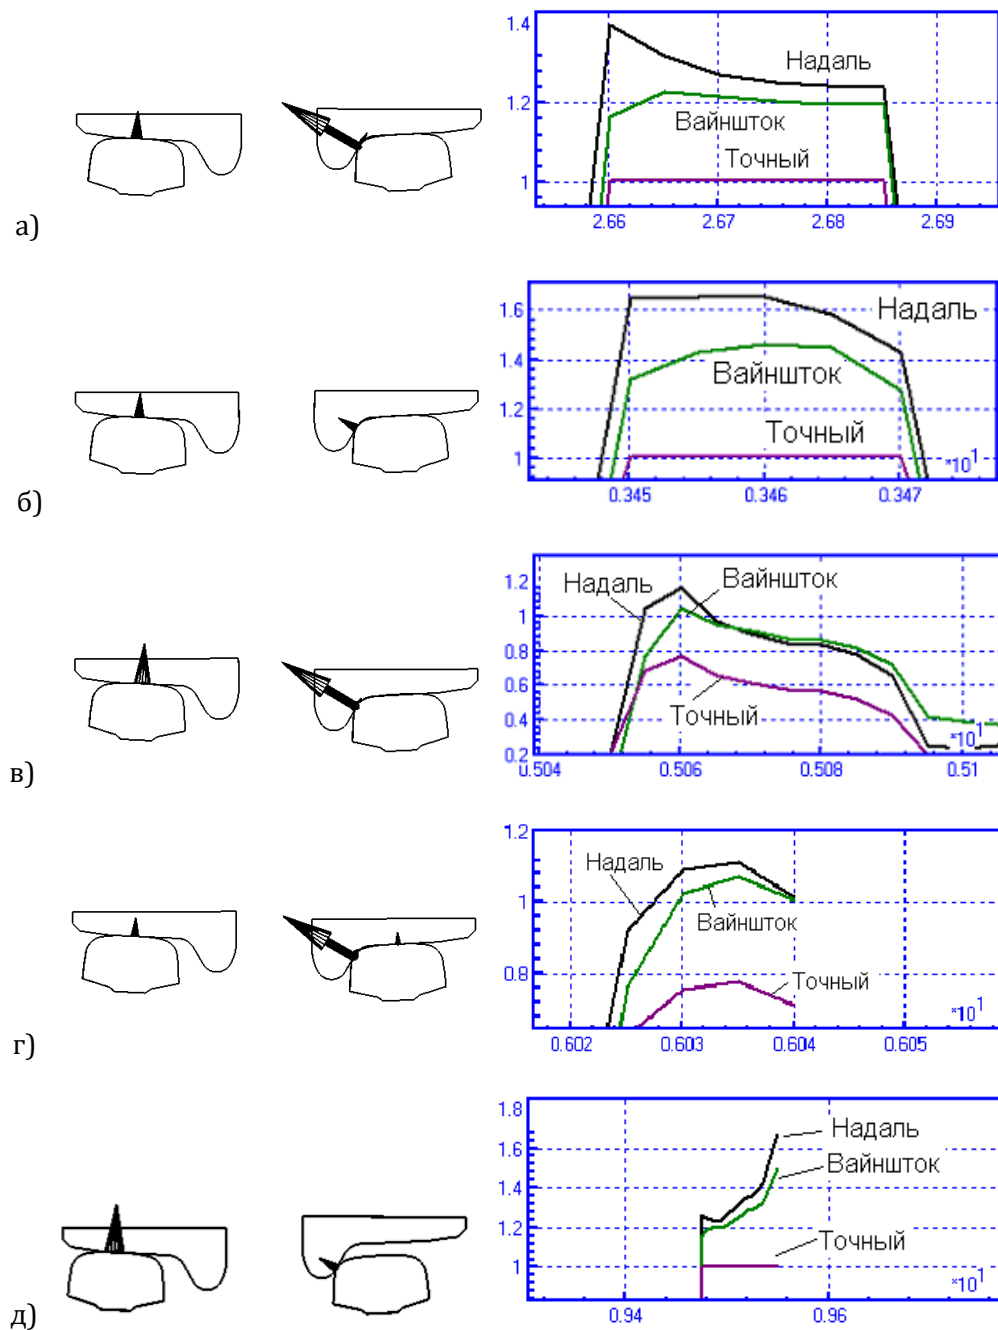 1.4
Надаль
1.2
Вайншток
Точный
1
2.66 2.67 2.68 2.69
а)
1.6
Надаль
1.4
Вайншток
1.2
Точный
1
*10¹
0.345 0.346 0.347
б)
1.2
Надаль
Вайншток
1
0.8
0.6
Точный
0.4
0.2
*10¹
0.504 0.506 0.508 0.51
в)
1.2
Надаль
1
Вайншток
0.8
Точный
*10¹
0.602 0.603 0.604 0.605
г)
1.8
Надаль
1.6
Вайншток
1.4
1.2
Точный
1
*10¹
0.94 0.96
д)